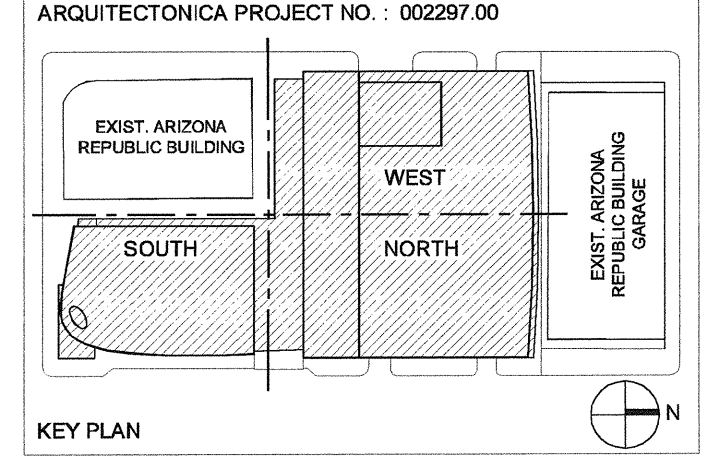 ARQUITECTONICA PROJECT NO. : 002297.00
EXIST. ARIZONA
REPUBLIC BUILDING
WEST
SOUTH
NORTH
EXIST. ARIZONA
REPUBLIC BUILDING
GARAGE
N
KEY PLAN